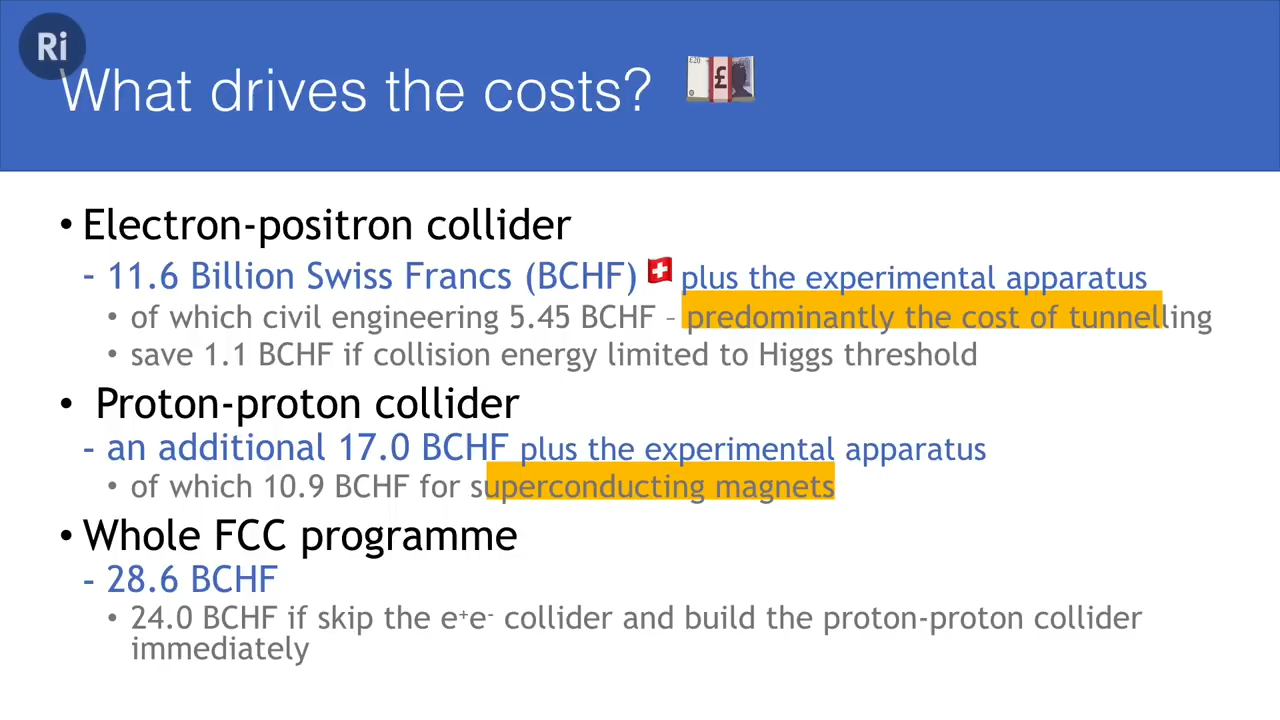 Ri
What drives the costs?
• Electron-positron collider
- 11.6 Billion Swiss Francs (BCHF) plus the experimental apparatus
• of which civil engineering 5.45 BCHF – predominantly the cost of tunnelling
• save 1.1 BCHF if collision energy limited to Higgs threshold
• Proton-proton collider
- an additional 17.0 BCHF plus the experimental apparatus
• of which 10.9 BCHF for superconducting magnets
• Whole FCC programme
- 28.6 BCHF
• 24.0 BCHF if skip the e⁺e⁻ collider and build the proton-proton collider
immediately